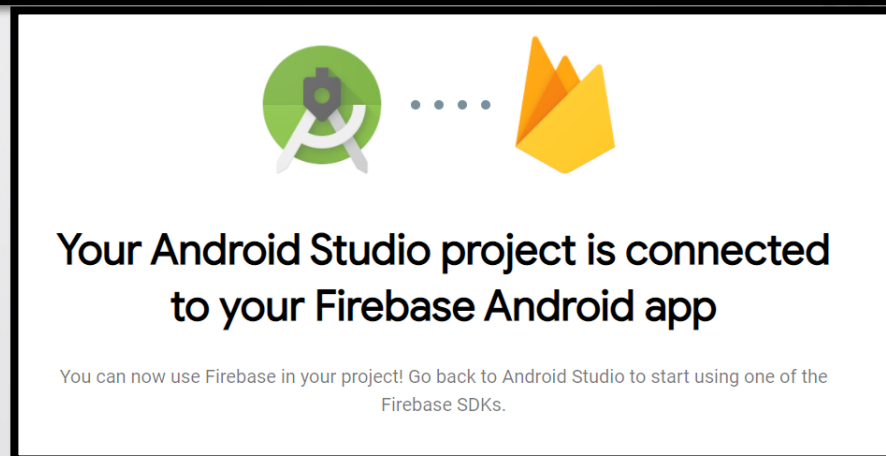 Your Android Studio project is connected
to your Firebase Android app
You can now use Firebase in your project! Go back to Android Studio to start using one of the
Firebase SDKs.